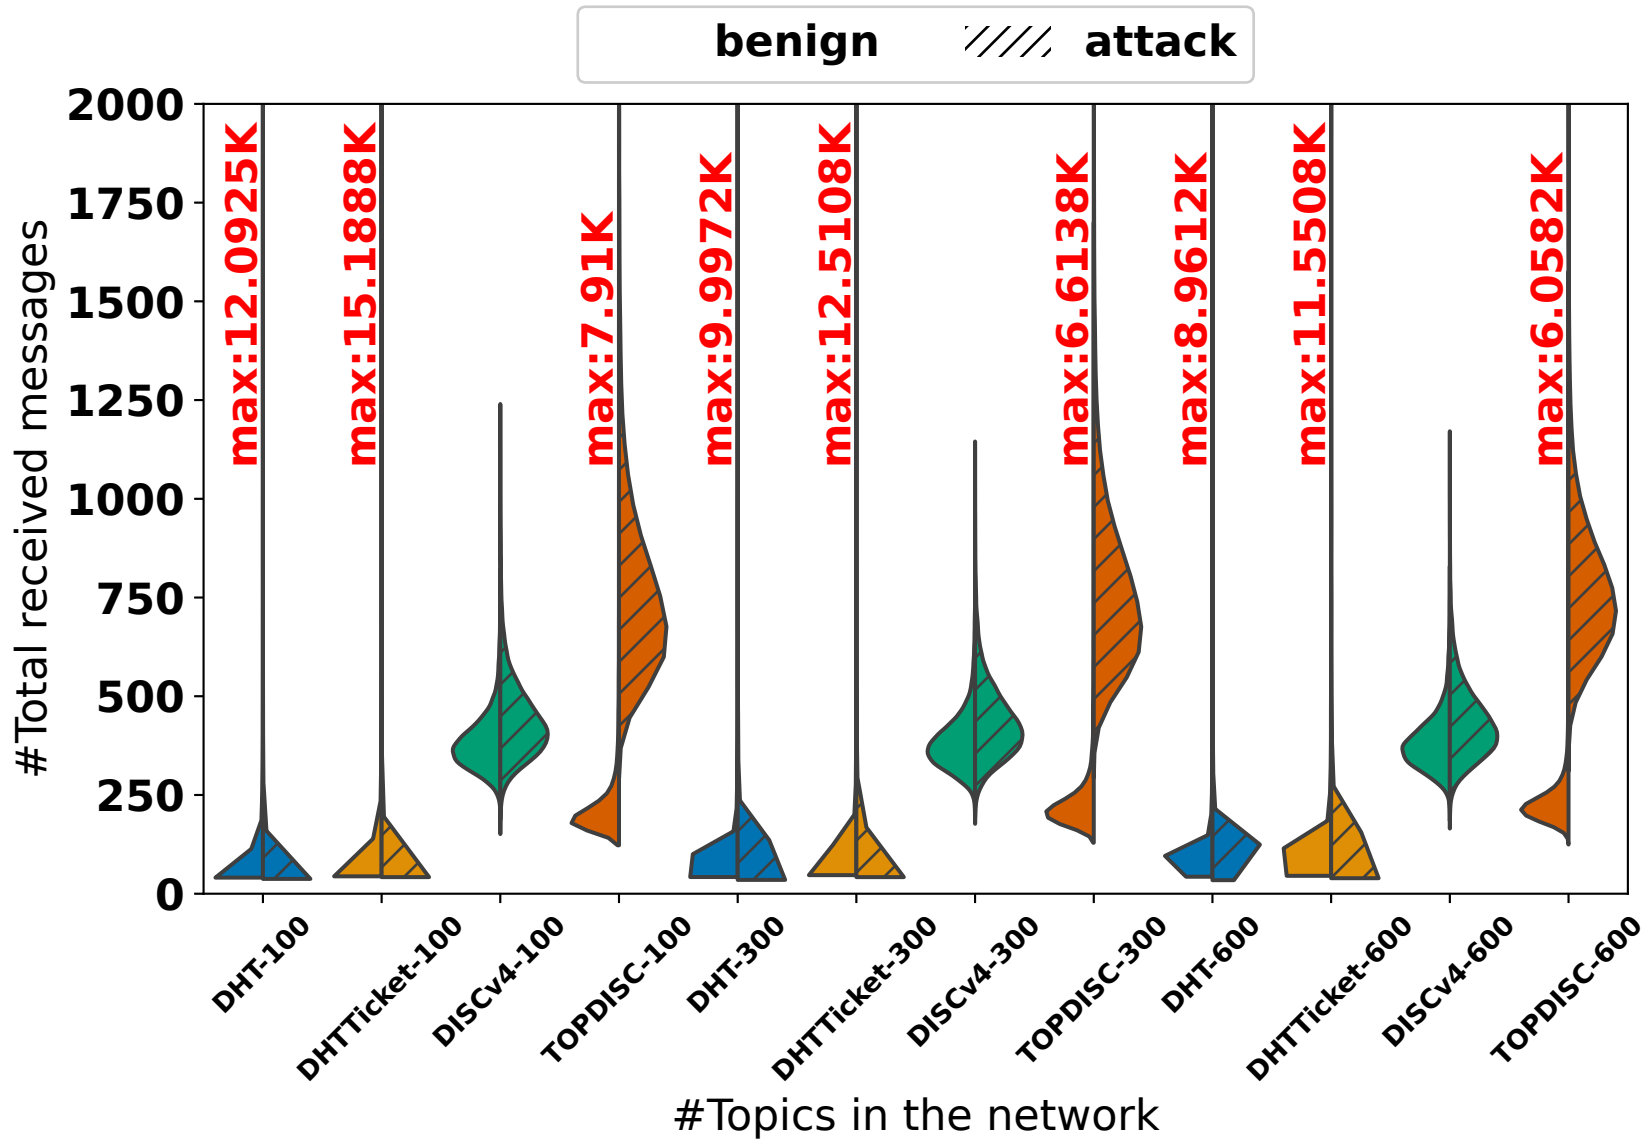 benign attack
#Total received messages
2000
1750
1500
1250
1000
750
500
250
0
max:12.0925K
max:15.1888K
max:7.91K
max:9.9972K
max:12.5108K
max:6.6138K
max:8.9612K
max:11.5508K
max:6.0582K
DHT-100
DHTTicket-100
DISCv4-100
TOPDISC-100
DHT-300
DHTTicket-300
DISCv4-300
TOPDISC-300
DHT-600
DHTTicket-600
DISCv4-600
TOPDISC-600
#Topics in the network